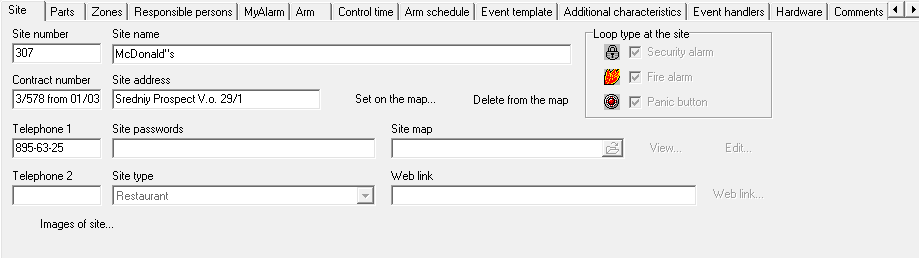 Site Parts Zones Responsible persons MyAlarm Arm Control time Arm schedule Event template Additional characteristics Event handlers Hardware Comments
Site number Site name Loop type at the site
307 McDonald''s Security alarm
Contract number Site address Fire alarm
3/578 from 01/03 Sredniy Prospect V.o. 29/1 Set on the map... Delete from the map Panic button
Telephone 1 Site passwords Site map
895-63-25 View... Edit...
Telephone 2 Site type Web link
Restaurant Web link...
Images of site...